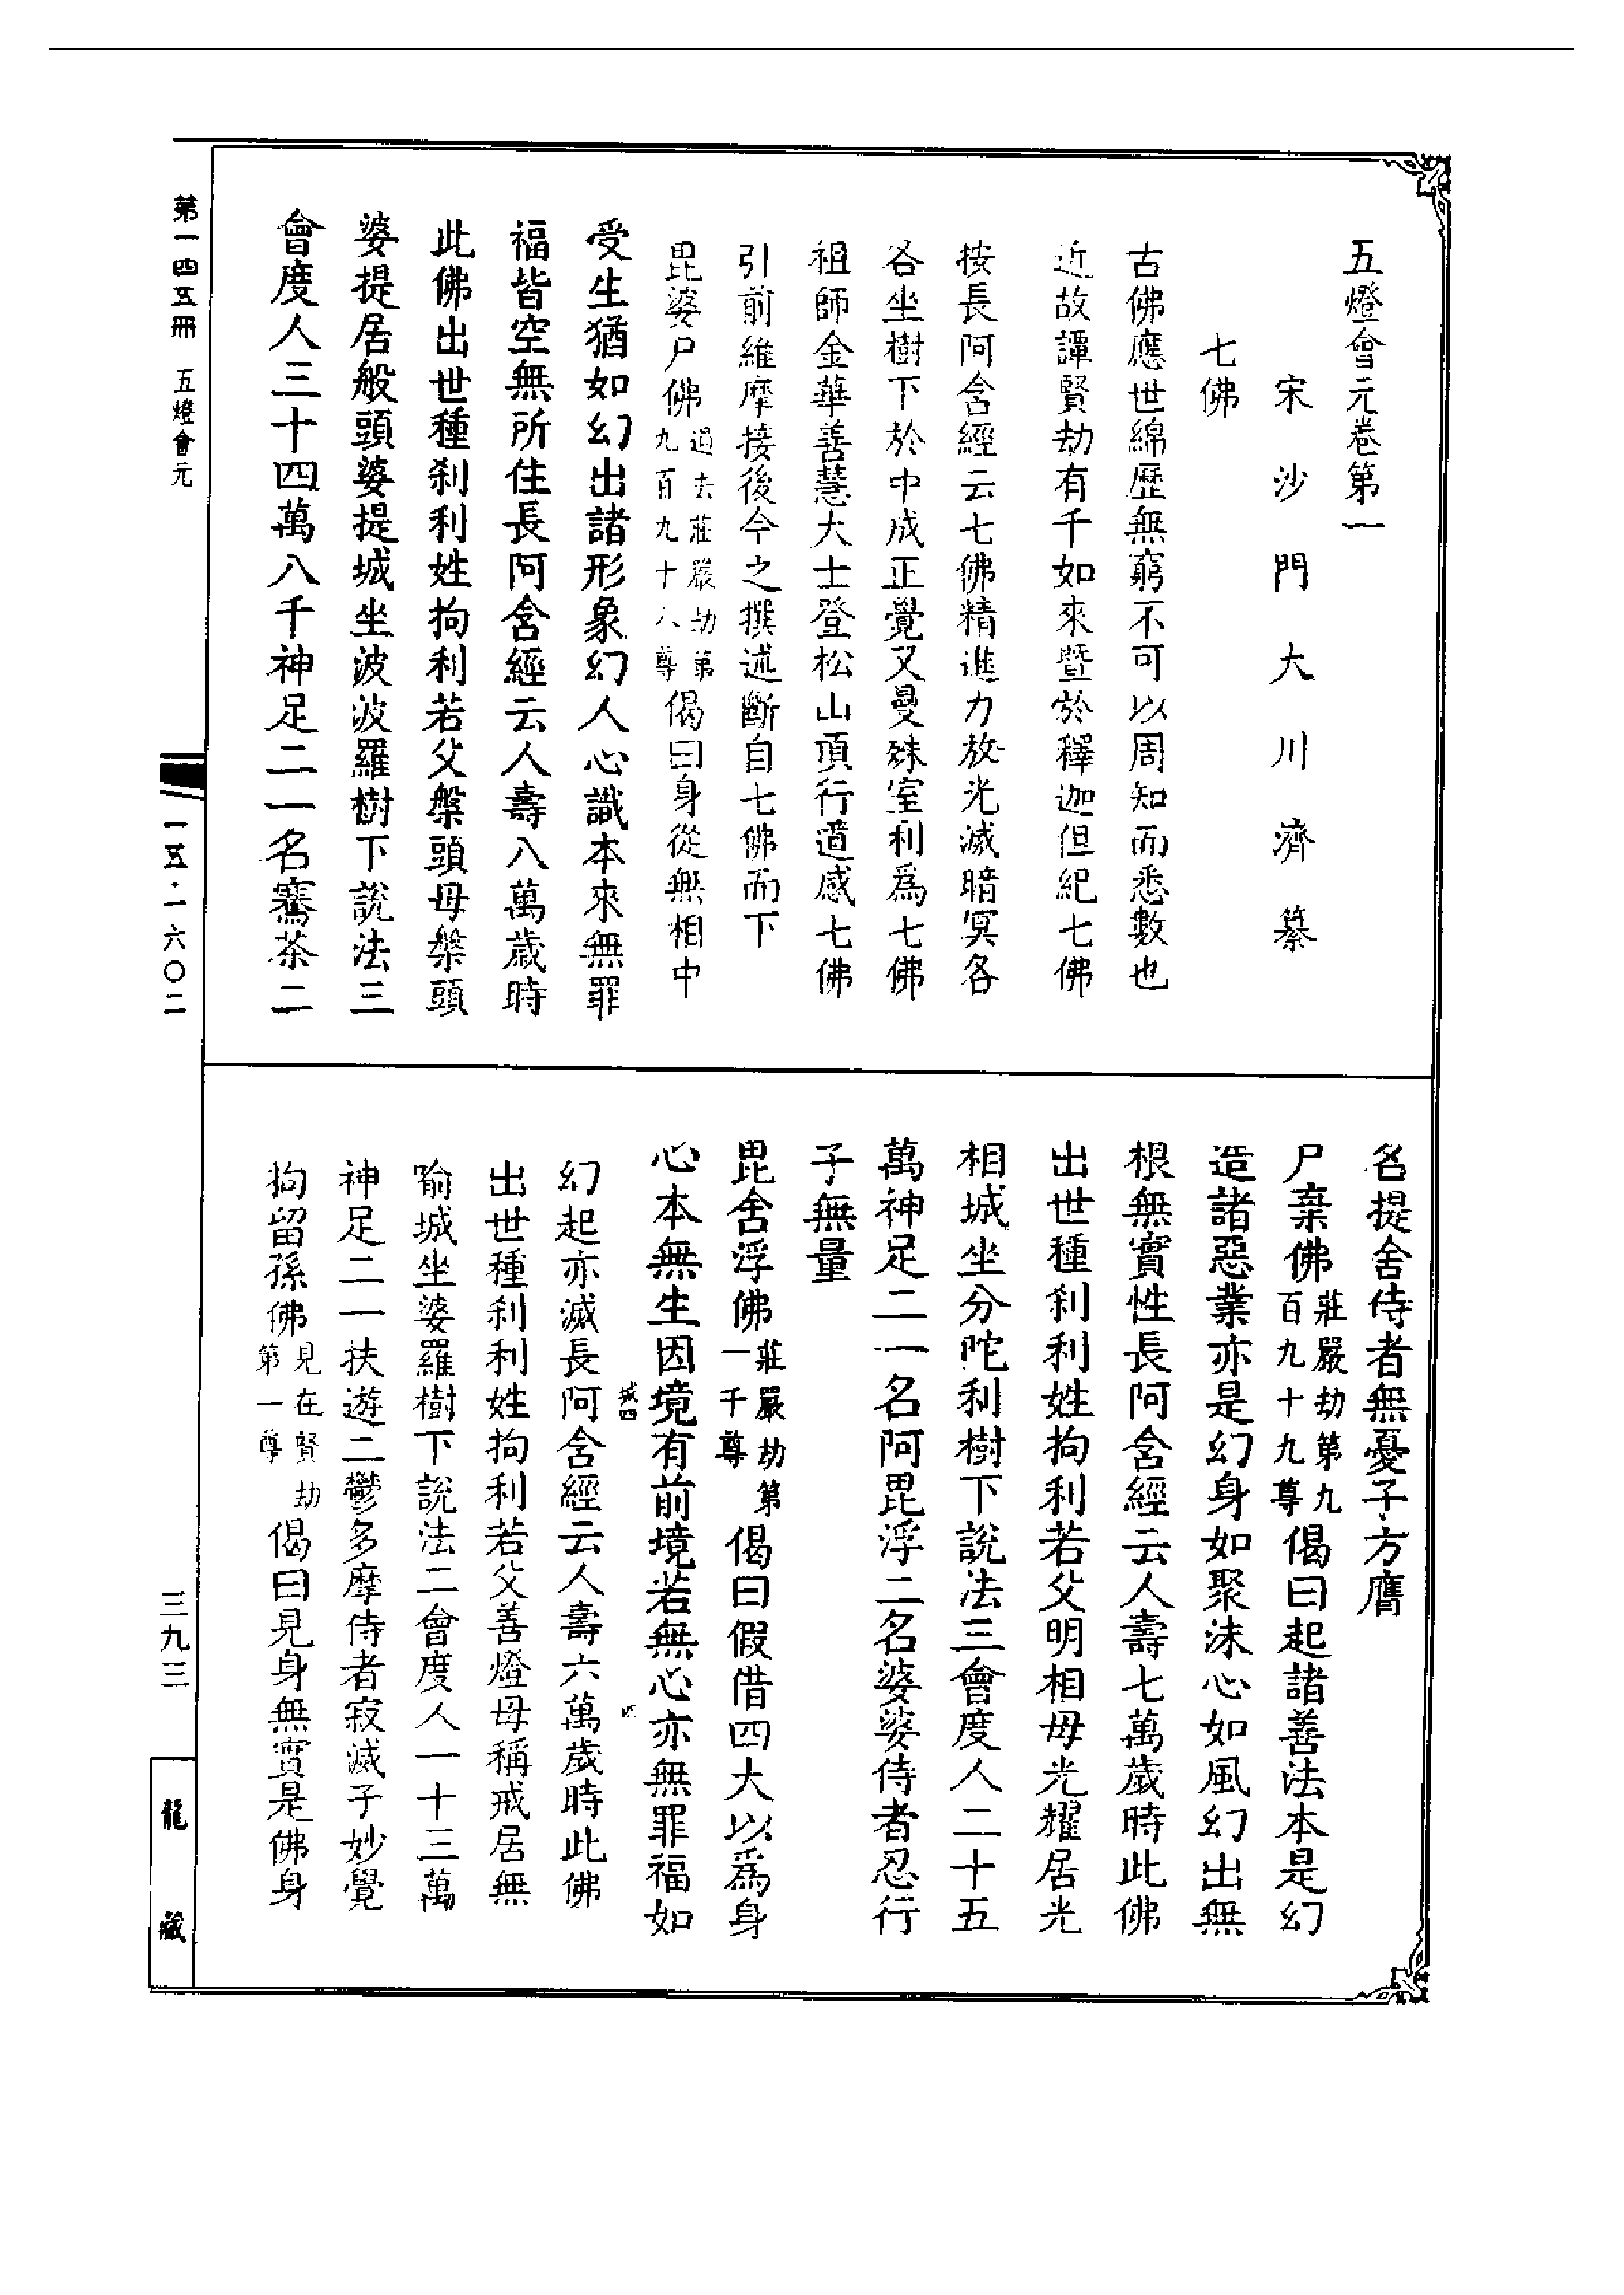 五燈會元卷第一
宋沙門大川濟纂
七佛
古佛應世綿歷無窮不可以周知而悉數也
近故譚賢劫有千如來曁於釋迦但紀七佛
按長阿含經云七佛精進力放光滅暗冥各
各坐樹下於中成正覺又曼殊室利爲七佛
祖師金華善慧大士登松山頂行道感七佛
引前維摩接後今之撰述斷自七佛而下
毘婆尸佛過去莊嚴劫第九百九十八尊偈曰身從無相中
受生猶如幻出諸形象幻人心識本來無罪
福皆空無所住長阿含經云人壽八萬歲時
此佛出世種刹利姓拘利若父槃頭母槃頭
婆提居般頭婆提城坐波波羅樹下說法三
會度人三十四萬八千神足二一名騫茶二
名提舍侍者無憂子方膺
尸棄佛莊嚴劫第九百九十九尊偈曰起諸善法本是幻
造諸惡業亦是幻身如聚沫心如風幻出無
根無實性長阿含經云人壽七萬歲時此佛
出世種刹利姓拘利若父明相母光耀居光
相城坐分陀利樹下說法三會度人二十五
萬神足二一名阿毘浮二名婆婆侍者忍行
子無量
毘舍浮佛莊嚴劫第一千尊偈曰假借四大以爲身
心本無生因境有前境若無心亦無罪福如
幻起亦滅長阿含經云人壽六萬歲時此佛
出世種刹利姓拘利若父善燈母稱戒居無
喻城坐婆羅樹下說法二會度人一十三萬
神足二一扶遊二鬱多摩侍者寂滅子妙覺
拘留孫佛見在賢劫第一尊偈曰見身無實是佛身
第一四五冊 五燈會元
一五·一六〇二
三九三
龍藏